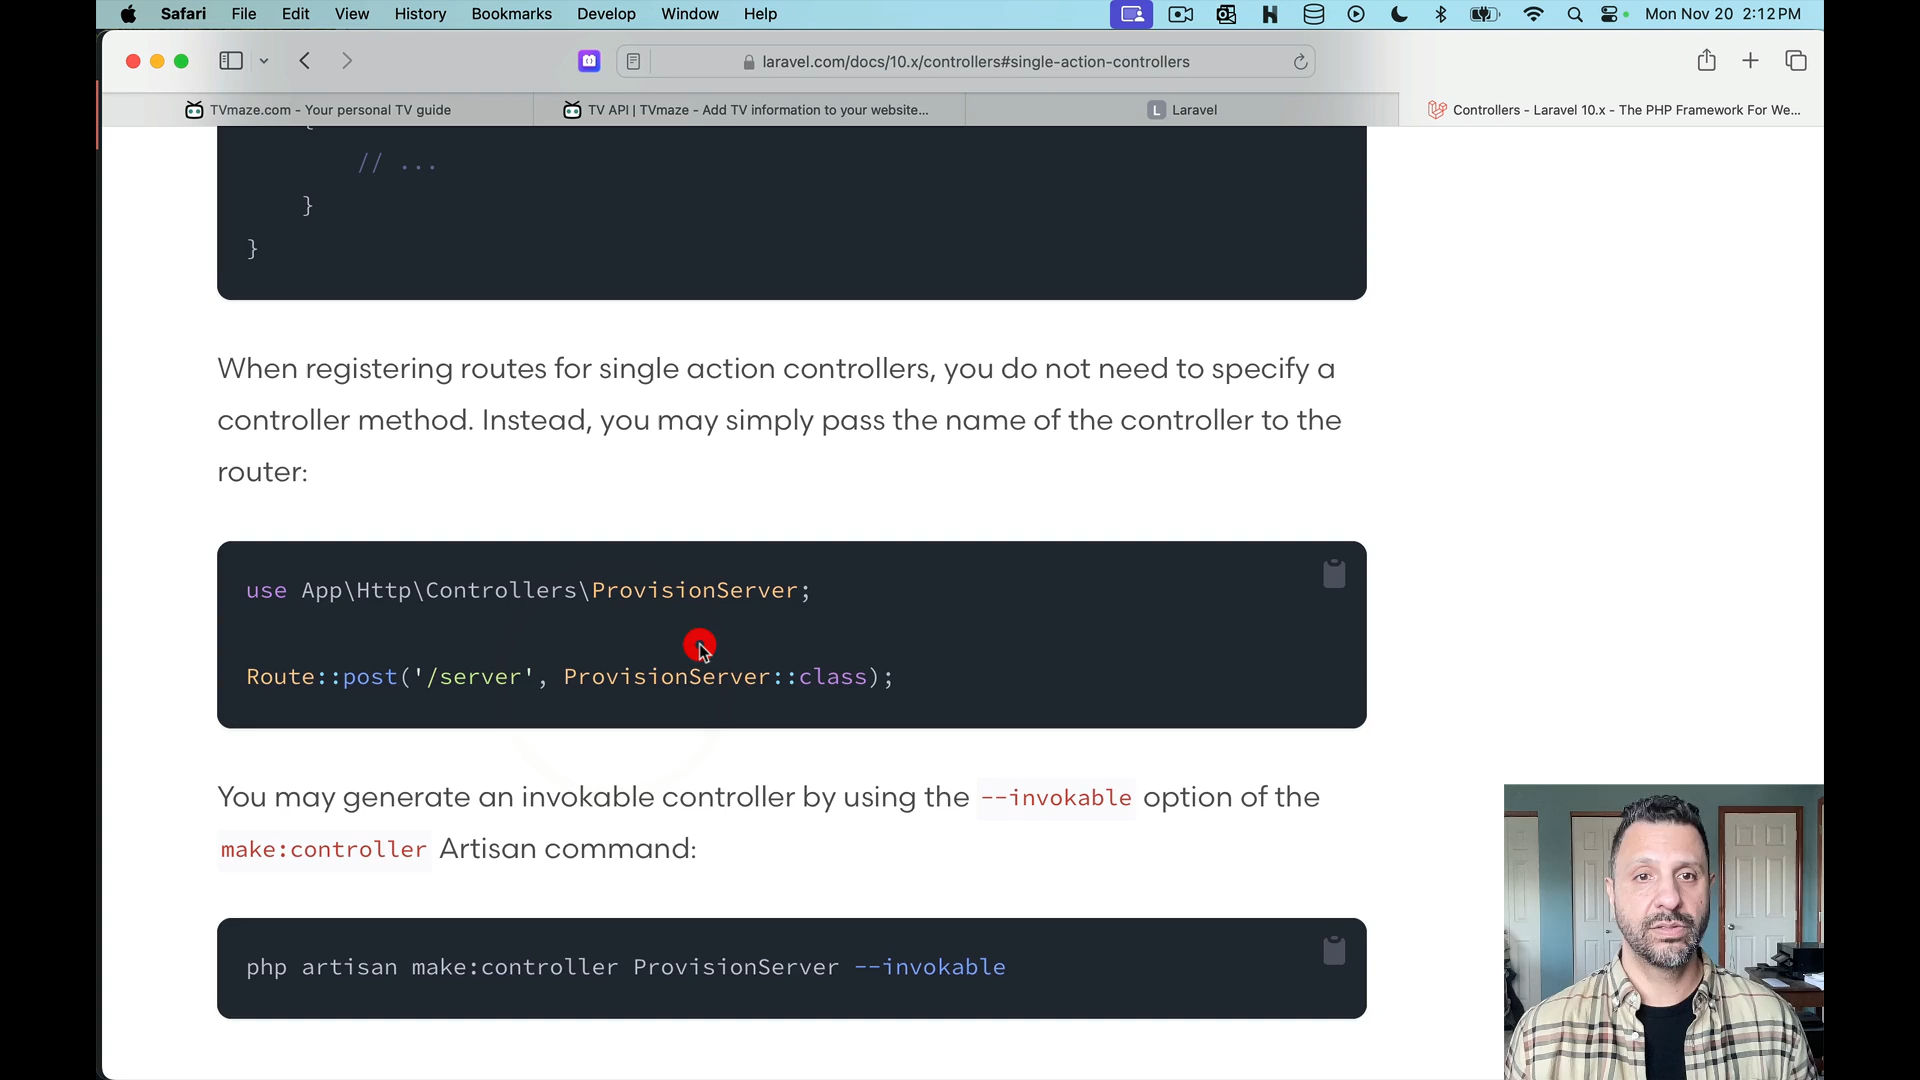 Safari File Edit View History Bookmarks Develop Window Help Mon Nov 20 2:12 PM
laravel.com/docs/10.x/controllers#single-action-controllers
TVmaze.com - Your personal TV guide
TV API | TVmaze - Add TV information to your website...
L Laravel
Controllers - Laravel 10.x - The PHP Framework For We...
{
// ...
}
}
When registering routes for single action controllers, you do not need to specify a
controller method. Instead, you may simply pass the name of the controller to the
router:
use App\Http\Controllers\ProvisionServer;
Route::post('/server', ProvisionServer::class);
You may generate an invokable controller by using the --invokable option of the
make:controller Artisan command:
php artisan make:controller ProvisionServer --invokable